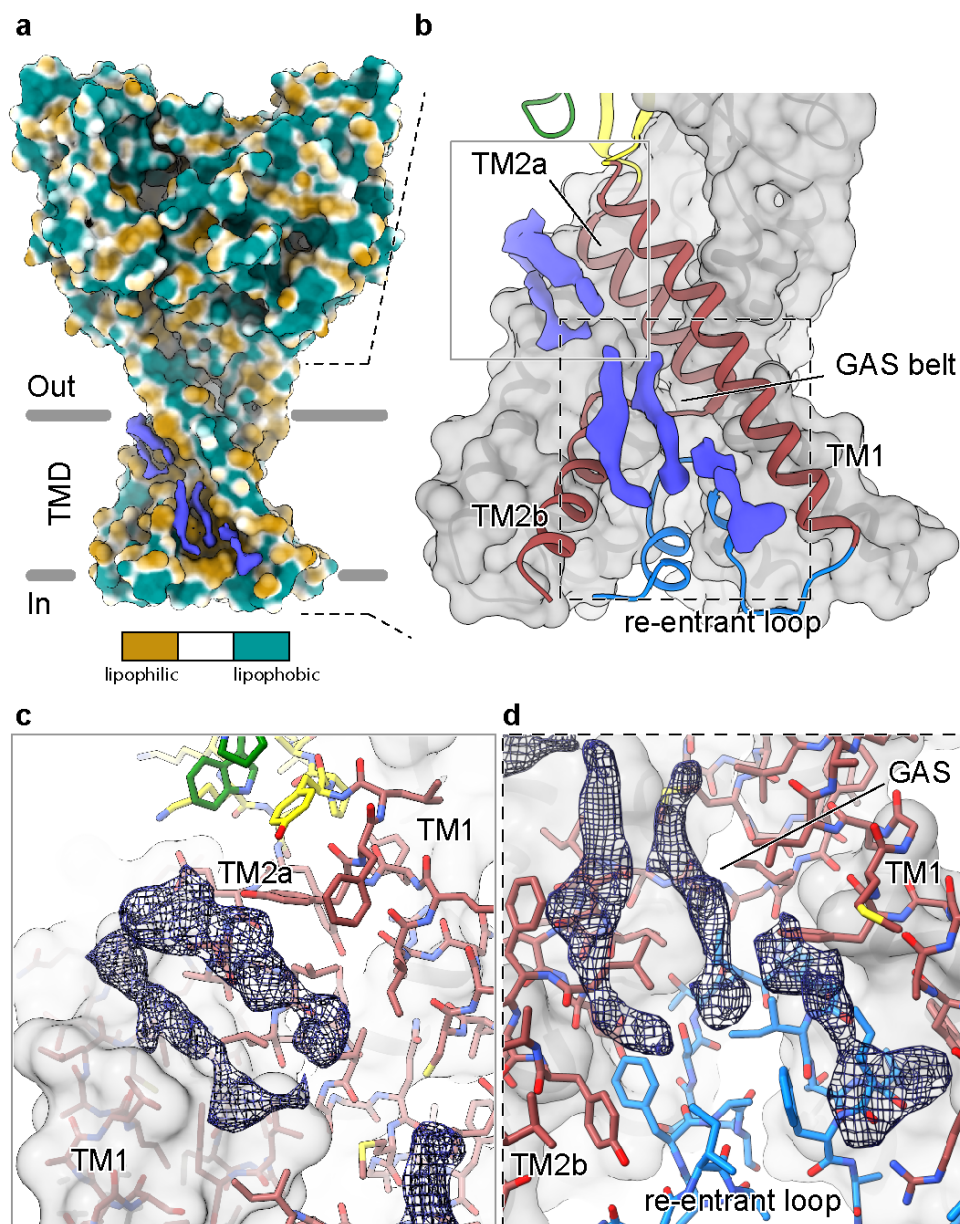 a
b
TM2a
GAS belt
Out
TMD
TM1
TM2b
In
re-entrant loop
lipophilic
lipophobic
c
d
GAS
TM1
TM2a
TM1
TM1
TM2b
re-entrant loop